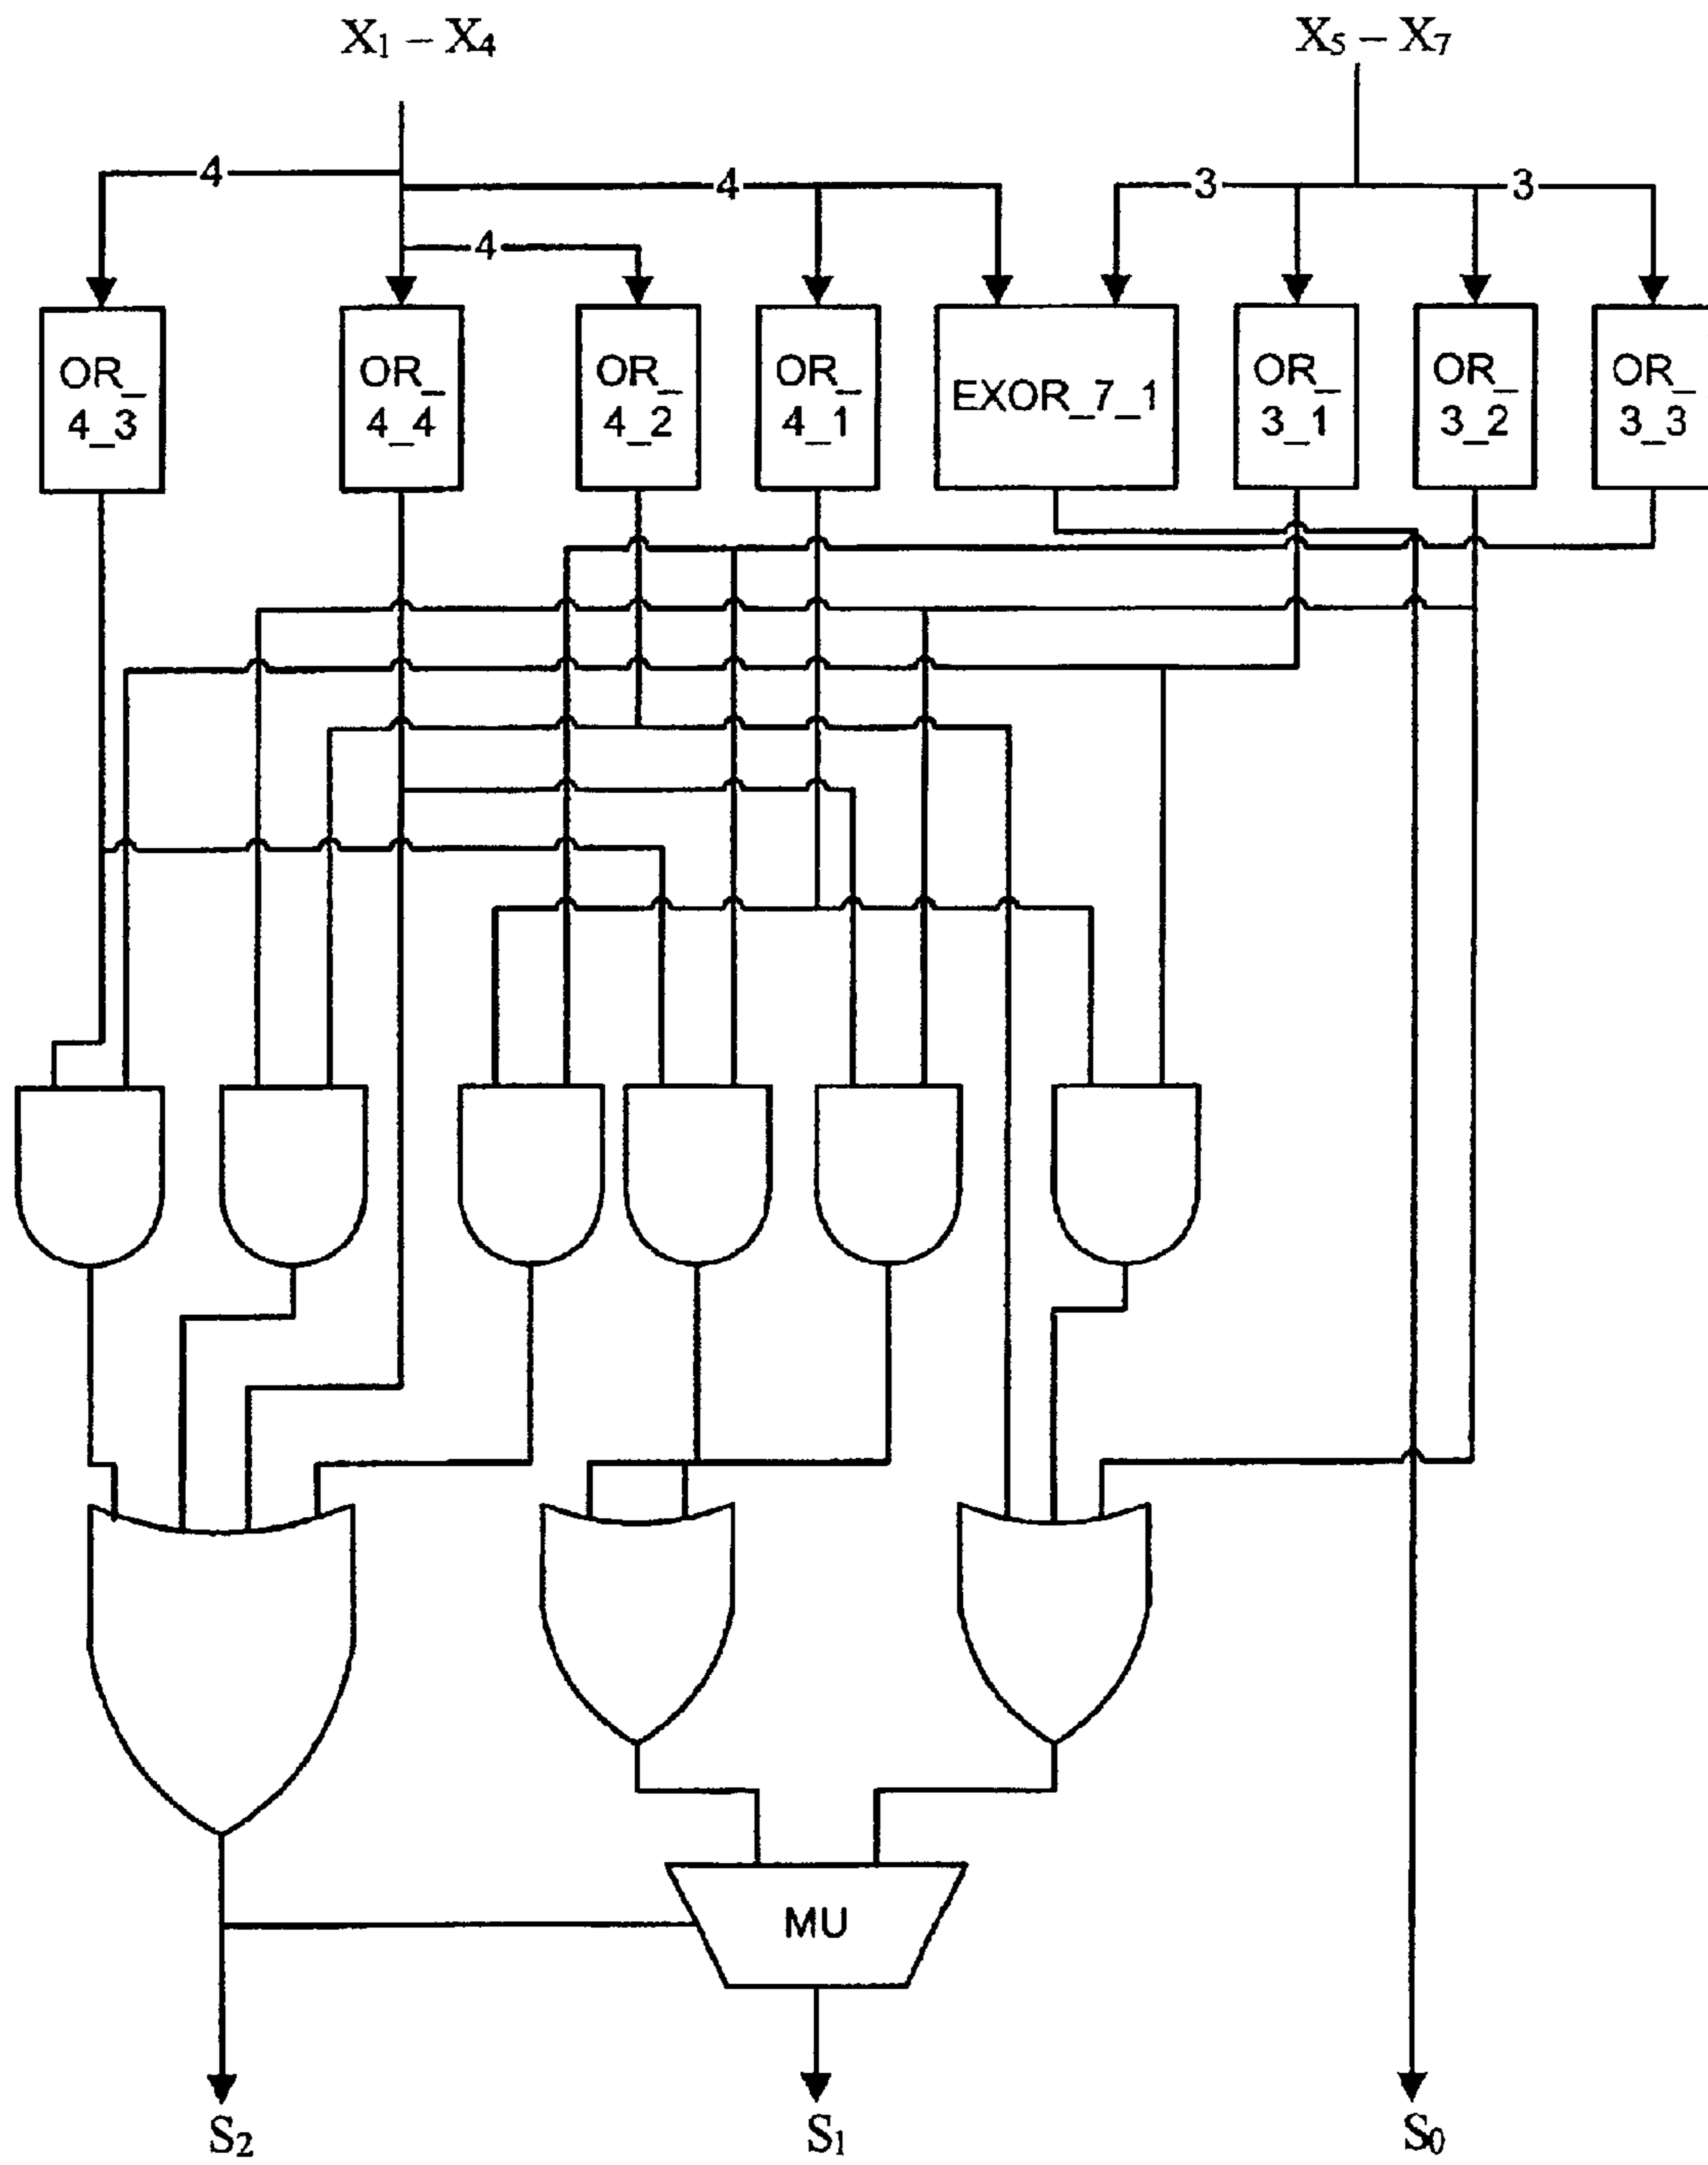 X₁ – X₄
X₅ – X₇
4
4
3
3
4
OR_
4_3
OR_
4_4
OR_
4_2
OR_
4_1
EXOR_7_1
OR_
3_1
OR_
3_2
OR_
3_3
MU
S₂
S₁
S₀